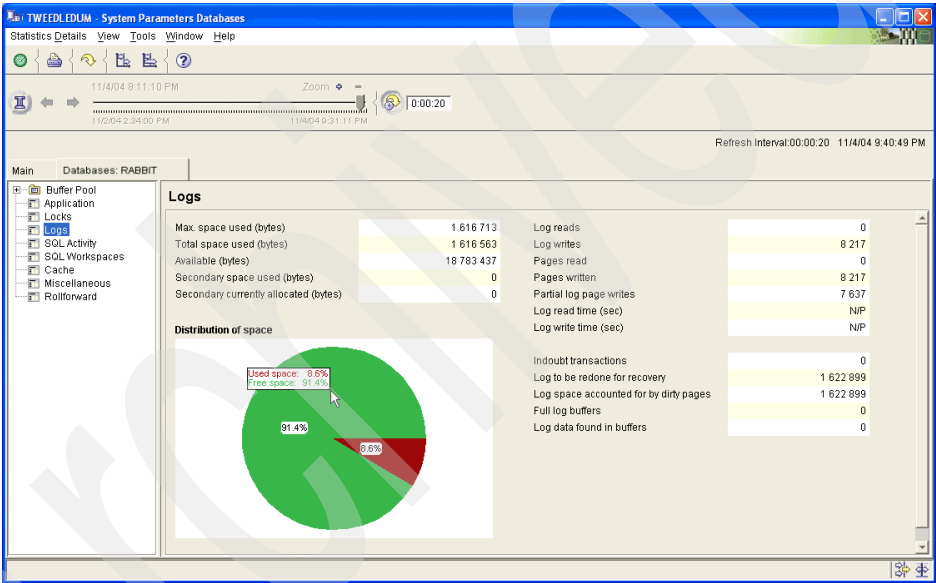 TWEEDLEDUM - System Parameters Databases
Statistics Details View Tools Window Help
11/4/04 8:11:10 PM
Zoom
0:00:20
11/2/04 2:34:00 PM
11/4/04 9:31:11 PM
Refresh Interval:00:00:20 11/4/04 9:40:49 PM
Main
Databases: RABBIT
Buffer Pool
Application
Locks
Logs
SQL Activity
SQL Workspaces
Cache
Miscellaneous
Rollforward
Logs
Max. space used (bytes) 1 616 713
Total space used (bytes) 1 616 563
Available (bytes) 18 783 437
Secondary space used (bytes) 0
Secondary currently allocated (bytes) 0
Distribution of space
Used space: 8.6%
Free space: 91.4%
91.4%
8.6%
Log reads 0
Log writes 8 217
Pages read 0
Pages written 8 217
Partial log page writes 7 637
Log read time (sec) N/P
Log write time (sec) N/P
Indoubt transactions 0
Log to be redone for recovery 1 622 899
Log space accounted for by dirty pages 1 622 899
Full log buffers 0
Log data found in buffers 0